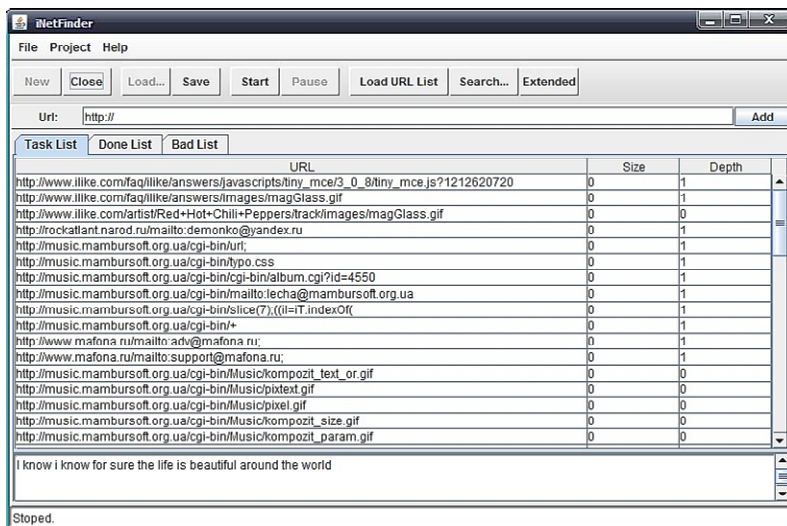 iNetFinder
File Project Help
New Close Load... Save Start Pause Load URL List Search... Extended
Url: http:// Add
Task List Done List Bad List
URL Size Depth
http://www.ilike.com/faq/ilike/answers/javascripts/tiny_mce/3_0_8/tiny_mce.js?1212620720 0 1
http://www.ilike.com/faq/ilike/answers/images/magGlass.gif 0 1
http://www.ilike.com/artist/Red+Hot+Chili+Peppers/track/images/magGlass.gif 0 0
http://rockatlant.narod.ru/mailto:demonko@yandex.ru 0 1
http://music.mambursoft.org.ua/cgi-bin/url; 0 1
http://music.mambursoft.org.ua/cgi-bin/typo.css 0 1
http://music.mambursoft.org.ua/cgi-bin/cgi-bin/album.cgi?id=4550 0 1
http://music.mambursoft.org.ua/cgi-bin/mailto:lecha@mambursoft.org.ua 0 1
http://music.mambursoft.org.ua/cgi-bin/slice(7);((il=iT.indexOf( 0 1
http://music.mambursoft.org.ua/cgi-bin/+ 0 1
http://www.mafona.ru/mailto:adv@mafona.ru; 0 1
http://www.mafona.ru/mailto:support@mafona.ru; 0 1
http://music.mambursoft.org.ua/cgi-bin/Music/kompozit_text_or.gif 0 0
http://music.mambursoft.org.ua/cgi-bin/Music/pixtext.gif 0 0
http://music.mambursoft.org.ua/cgi-bin/Music/pixel.gif 0 0
http://music.mambursoft.org.ua/cgi-bin/Music/kompozit_size.gif 0 0
http://music.mambursoft.org.ua/cgi-bin/Music/kompozit_param.gif 0 0
I know i know for sure the life is beautiful around the world
Stoped.